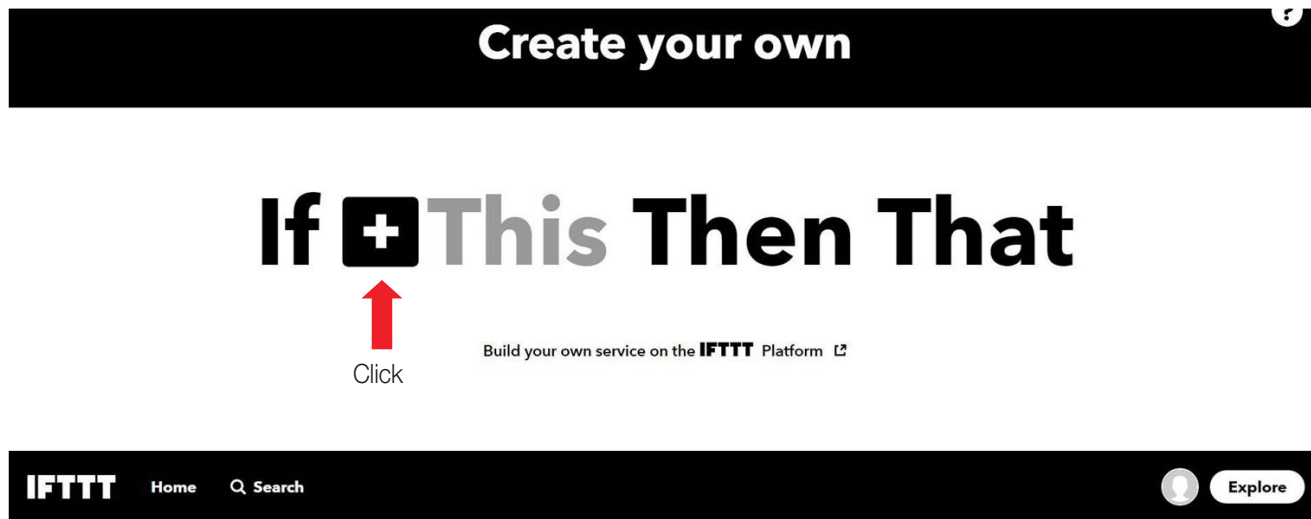 ?
Create your own
If + This Then That
Click
Build your own service on the IFTTT Platform
IFTTT Home Search Explore